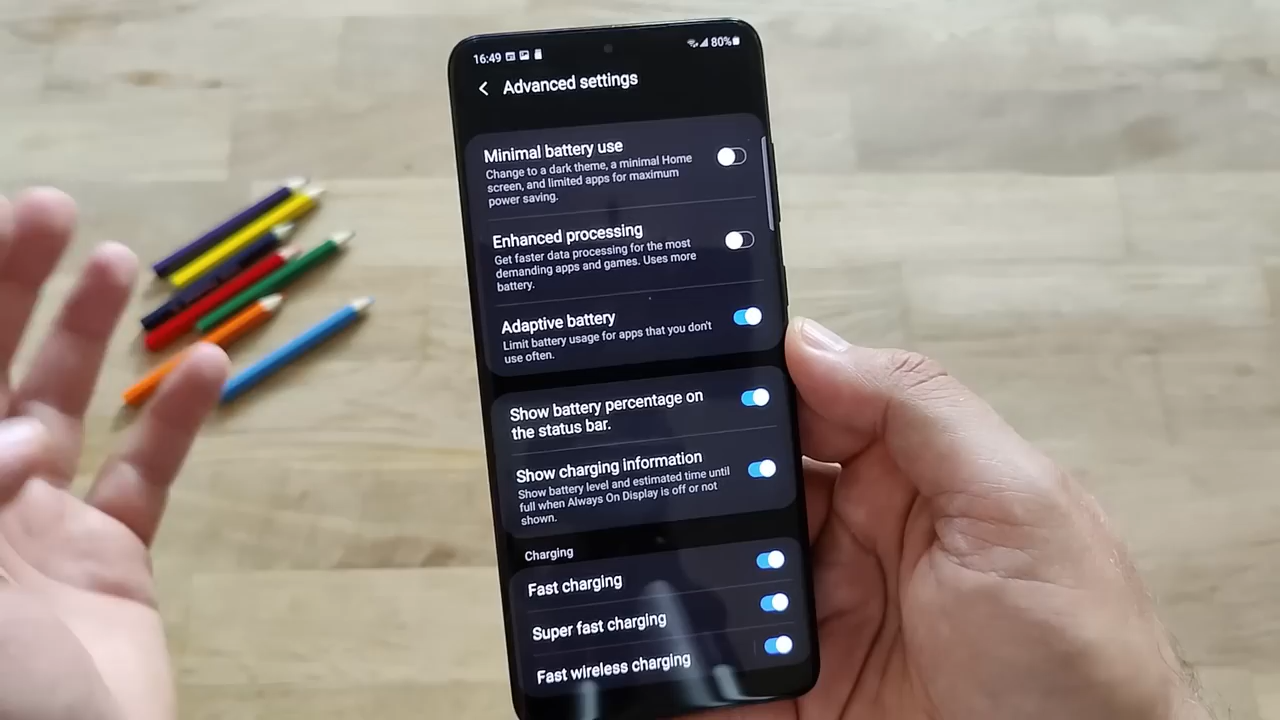 16:49
80%
Advanced settings
Minimal battery use
Change to a dark theme, a minimal Home
screen, and limited apps for maximum
power saving.
Enhanced processing
Get faster data processing for the most
demanding apps and games. Uses more
battery.
Adaptive battery
Limit battery usage for apps that you don't
use often.
Show battery percentage on
the status bar.
Show charging information
Show battery level and estimated time until
full when Always On Display is off or not
shown.
Charging
Fast charging
Super fast charging
Fast wireless charging